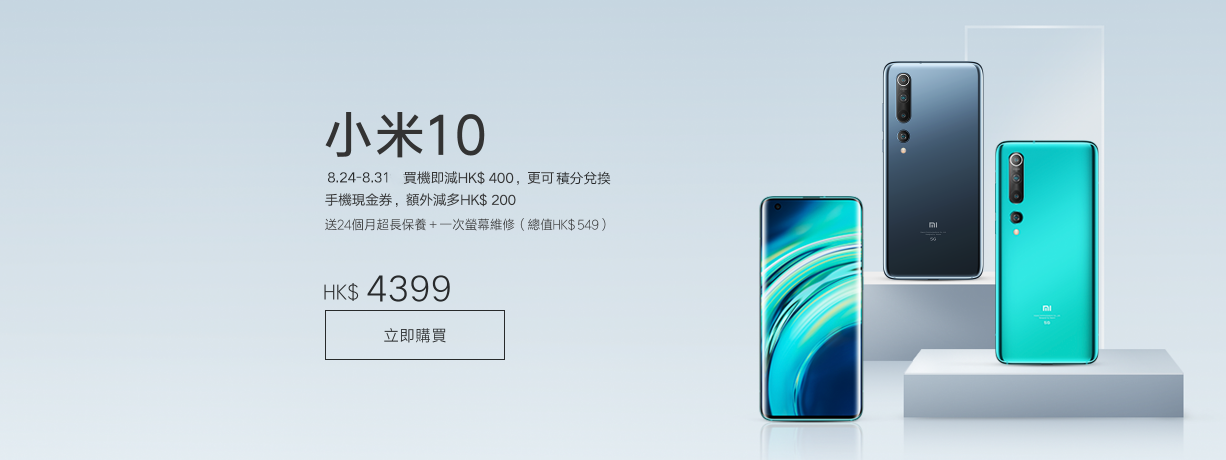 小米10
8.24-8.31 買機即減HK$ 400，更可積分兌換
手機現金券，額外減多HK$ 200
送24個月超長保養＋一次螢幕維修（總值HK$549）
HK$ 4399
立即購買